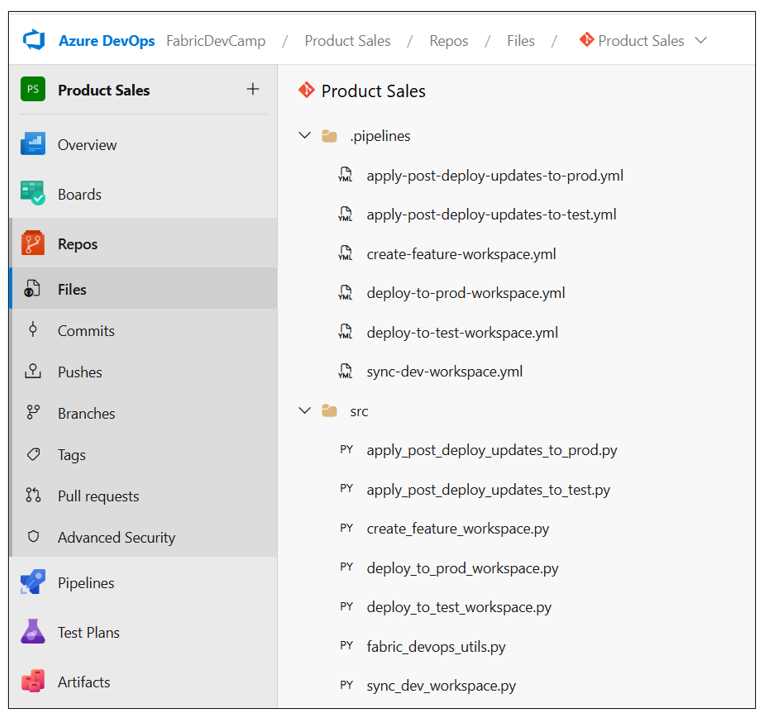 Azure DevOps FabricDevCamp / Product Sales / Repos / Files / Product Sales
PS Product Sales +
Overview
Boards
Repos
Files
Commits
Pushes
Branches
Tags
Pull requests
Advanced Security
Pipelines
Test Plans
Artifacts
Product Sales
.pipelines
YML apply-post-deploy-updates-to-prod.yml
YML apply-post-deploy-updates-to-test.yml
YML create-feature-workspace.yml
YML deploy-to-prod-workspace.yml
YML deploy-to-test-workspace.yml
YML sync-dev-workspace.yml
src
PY apply_post_deploy_updates_to_prod.py
PY apply_post_deploy_updates_to_test.py
PY create_feature_workspace.py
PY deploy_to_prod_workspace.py
PY deploy_to_test_workspace.py
PY fabric_devops_utils.py
PY sync_dev_workspace.py